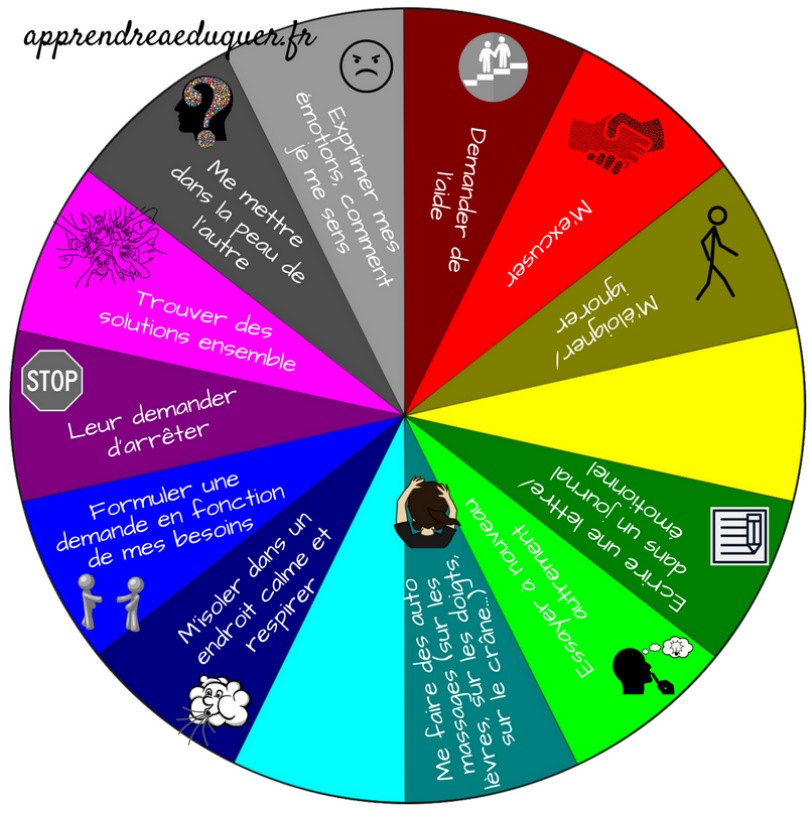 apprendreaeduquer.fr
Demander de
l'aide
M'excuser
M'éloigner/
ignorer
Ecrire une lettre/
dans un journal
émotionnel
Essayer à nouveau
autrement
Me faire des auto
massages (sur les
lèvres, sur les doigts,
sur le crâne...)
M'isoler dans un
endroit calme et
respirer
Formuler une
demande en fonction
de mes besoins
Leur demander
d'arrêter
STOP
Trouver des
solutions ensemble
Me mettre
dans la peau de
l'autre
Exprimer mes
émotions, comment
je me sens